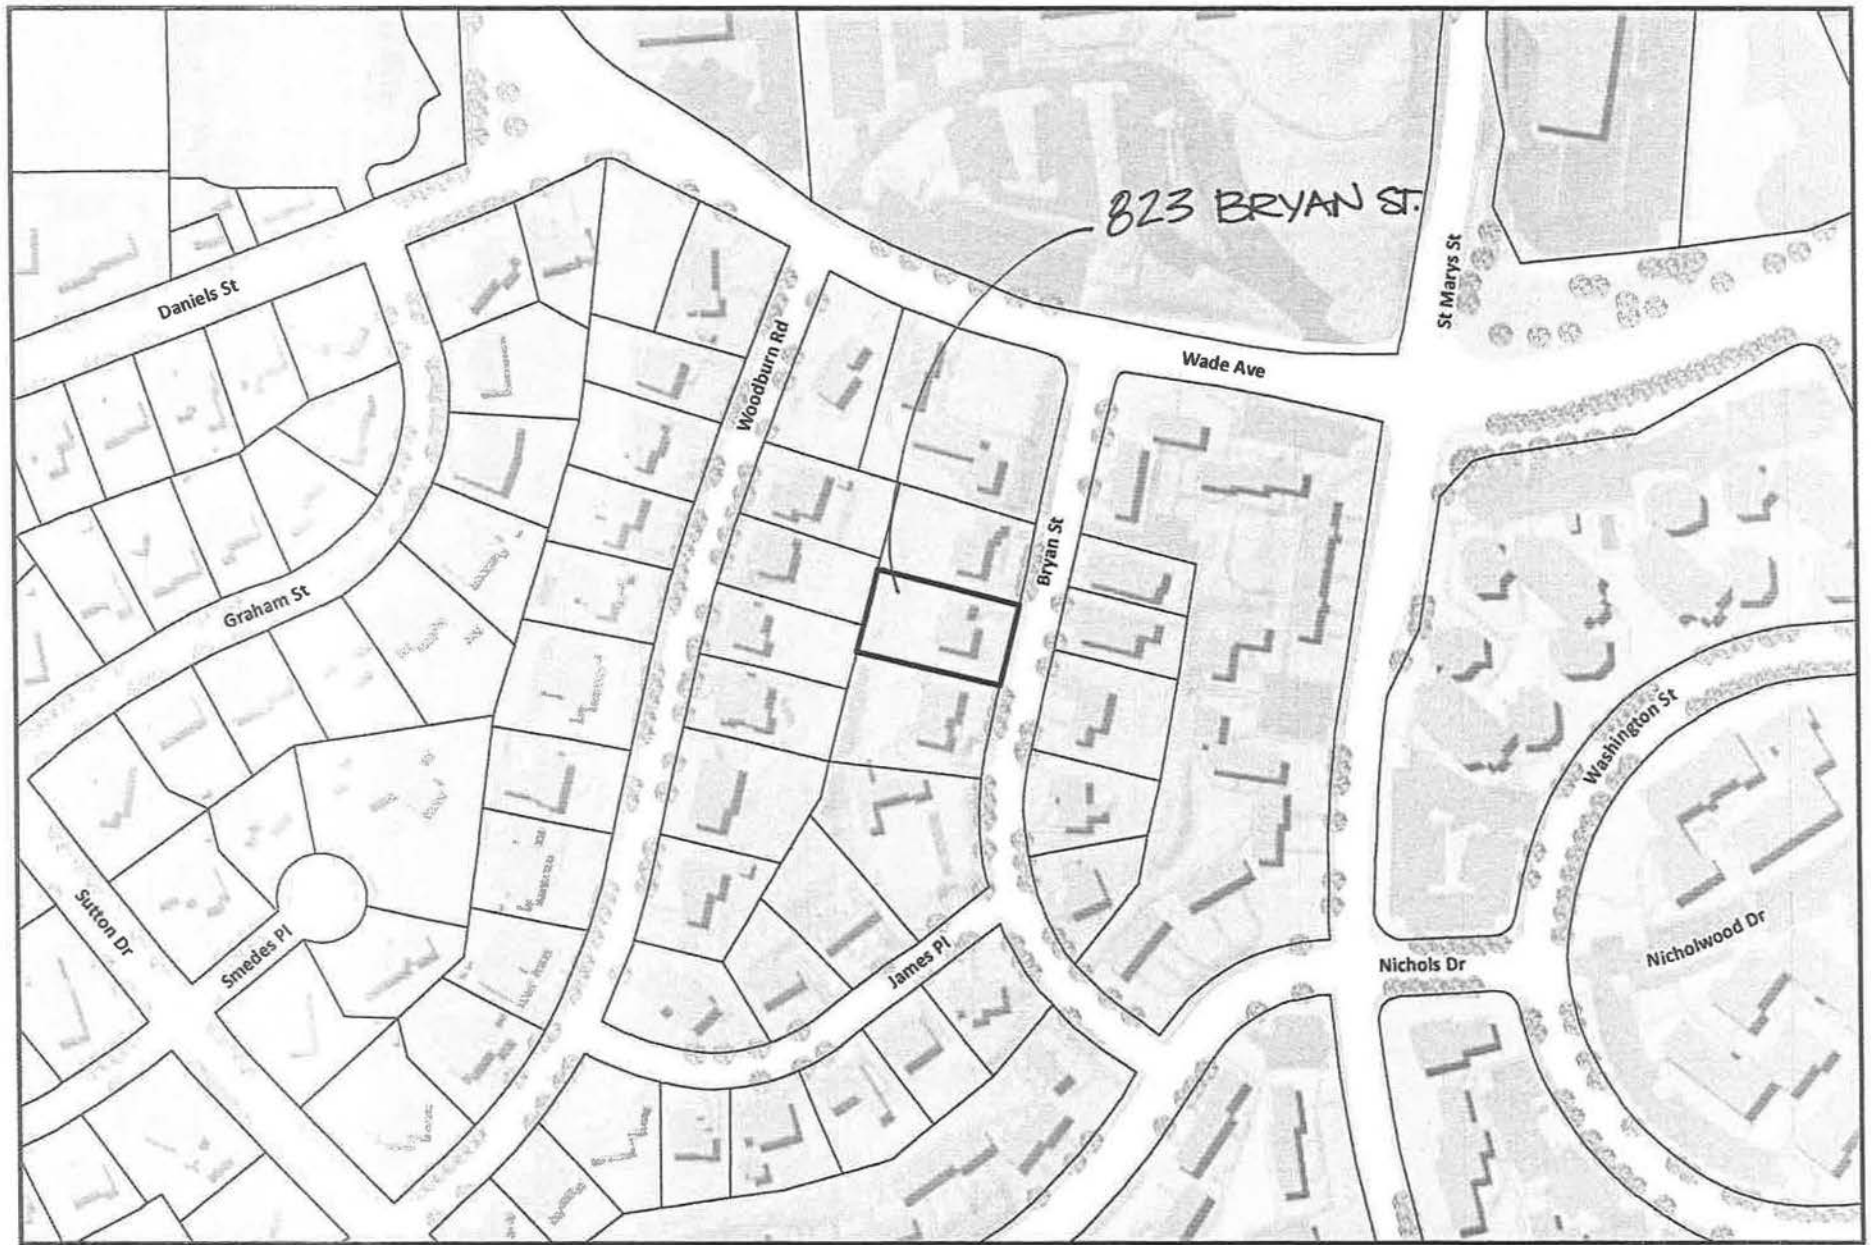 823 BRYAN ST.
Daniels St
St Marys St
Woodburn Rd
Wade Ave
Bryan St
Graham St
Washington St
Sutton Dr
Smedes Pl
James Pl
Nichols Dr
Nicholwood Dr